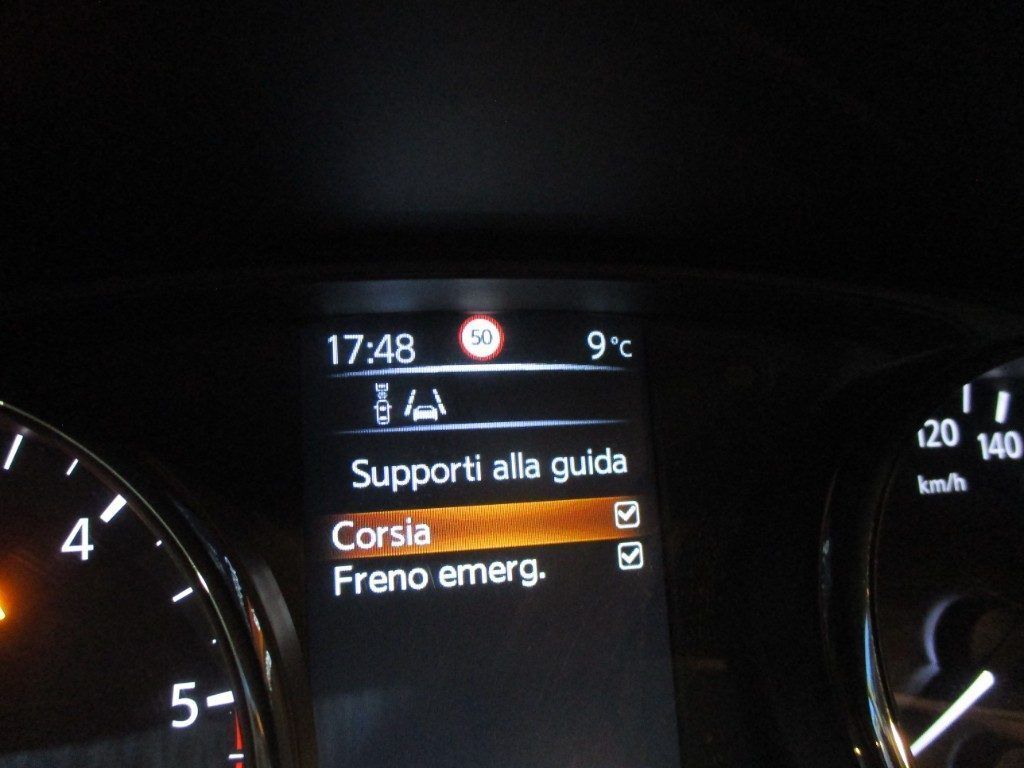 17:48 50 9°C
Supporti alla guida
Corsia
Freno emerg.
4
5
120
140
km/h